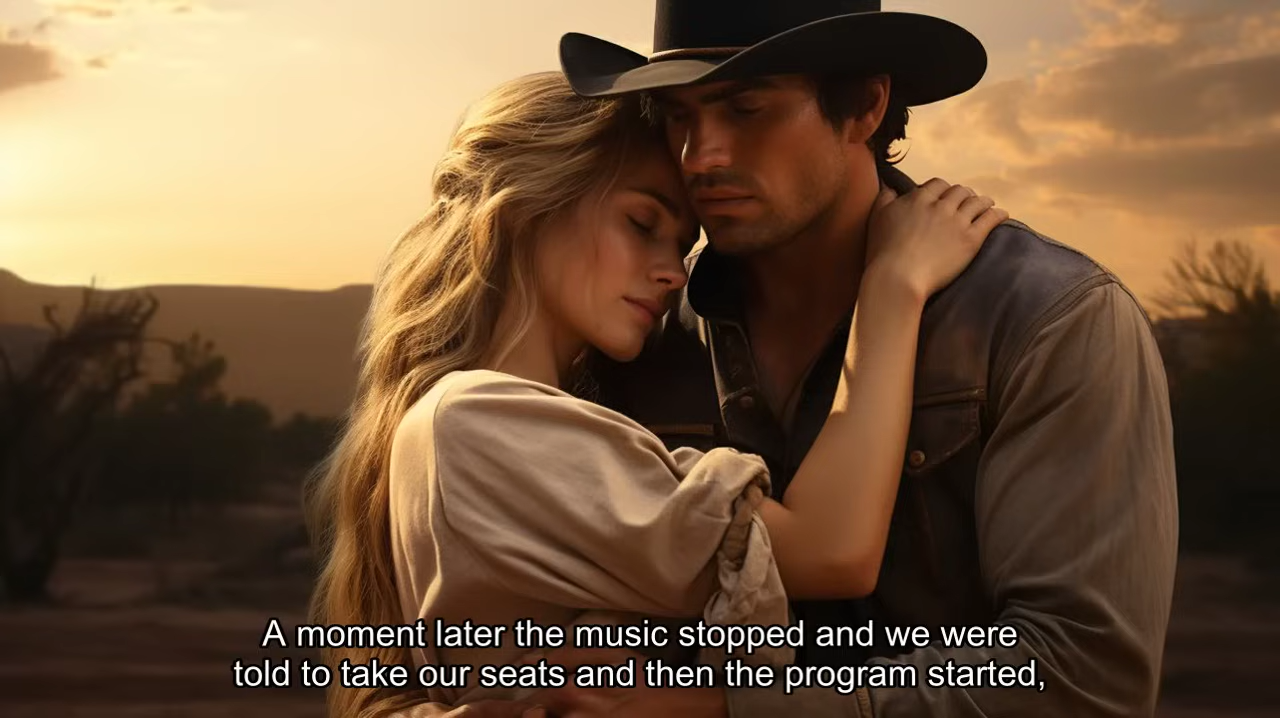 A moment later the music stopped and we were
told to take our seats and then the program started,